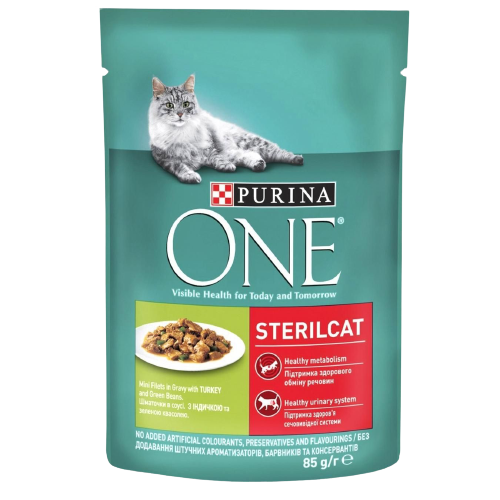 PURINA
ONE®
Visible Health for Today and Tomorrow
STERILCAT
Healthy metabolism
Підтримка здорового
обміну речовин
Healthy urinary system
Підтримка здоров'я
сечовивідної системи
Mini Fillets in Gravy with TURKEY
and Green Beans.
Шматочки в соусі. З ІНДИЧКОЮ та
зеленою квасолею.
NO ADDED ARTIFICIAL COLOURANTS, PRESERVATIVES AND FLAVOURINGS / БЕЗ
ДОДАВАННЯ ШТУЧНИХ АРОМАТИЗАТОРІВ, БАРВНИКІВ ТА КОНСЕРВАНТІВ
85 g/г ℮